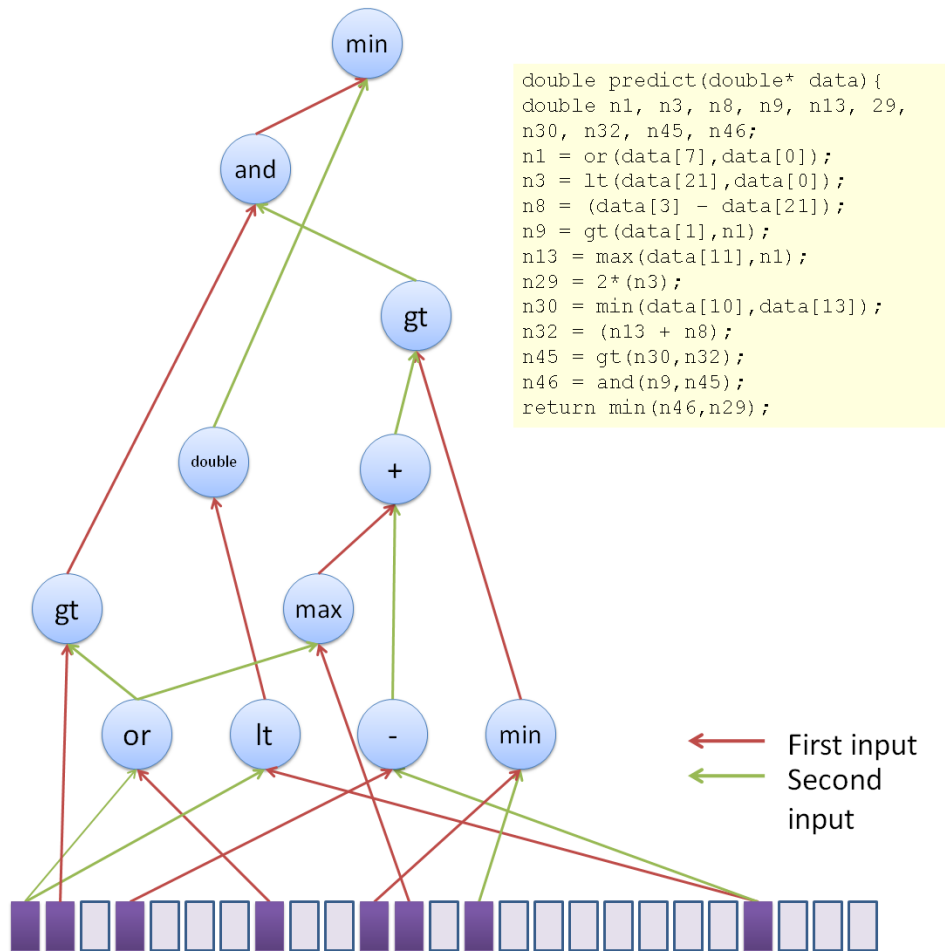 min
double predict(double* data){
double n1, n3, n8, n9, n13, 29,
n30, n32, n45, n46;
n1 = or(data[7],data[0]);
n3 = lt(data[21],data[0]);
n8 = (data[3] - data[21]);
n9 = gt(data[1],n1);
n13 = max(data[11],n1);
n29 = 2*(n3);
n30 = min(data[10],data[13]);
n32 = (n13 + n8);
n45 = gt(n30,n32);
n46 = and(n9,n45);
return min(n46,n29);
and
gt
double
+
gt
max
or
lt
-
min
First input
Second
input